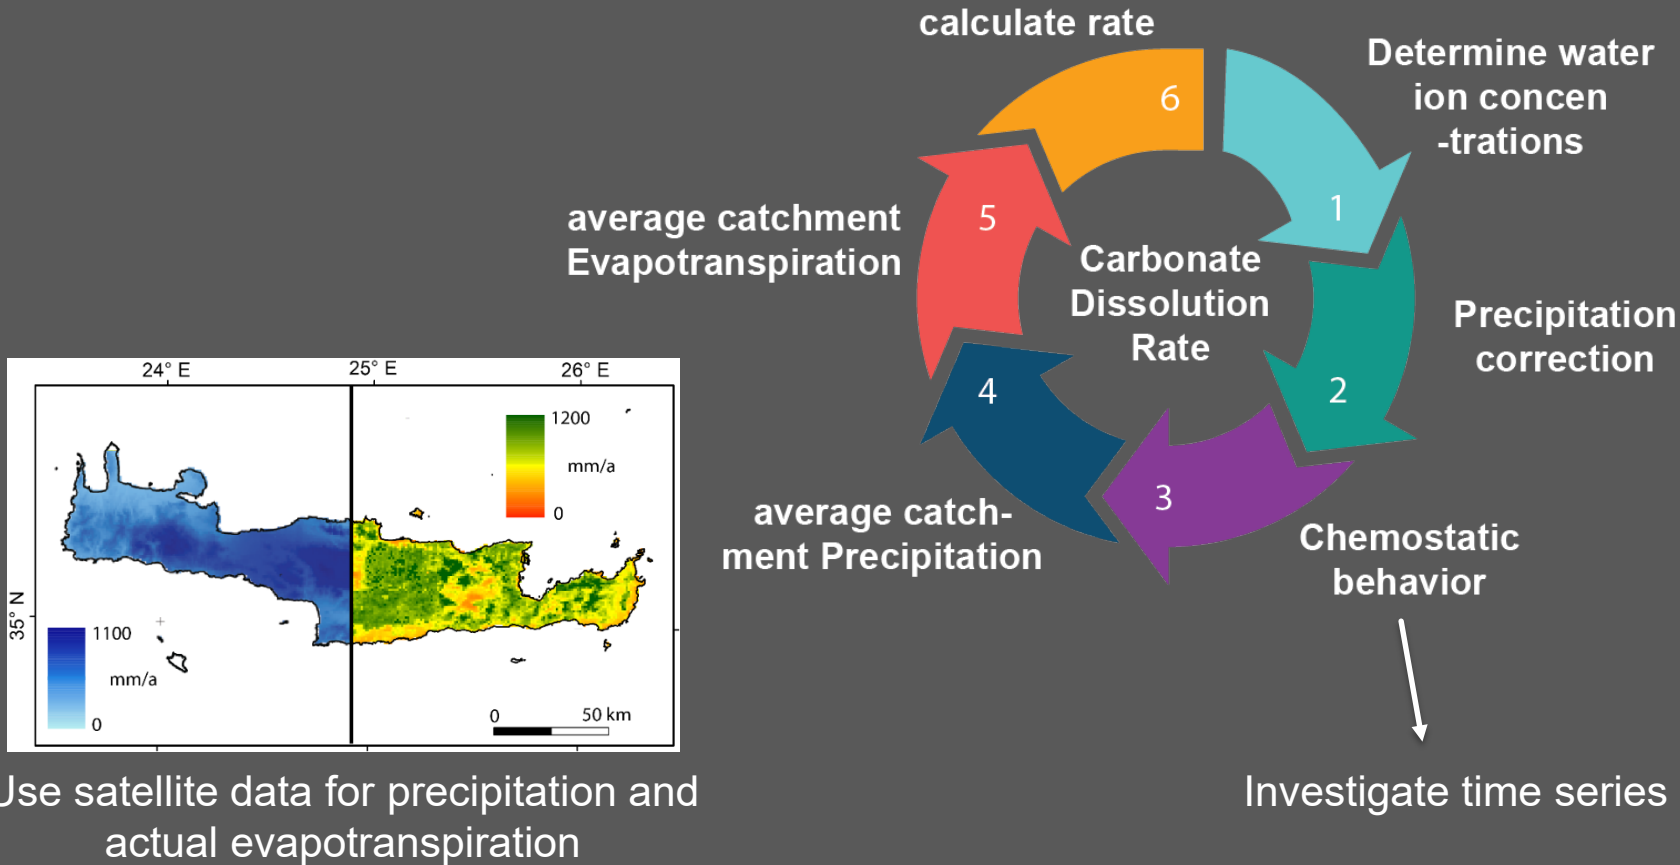 calculate rate
6
Determine water
ion concen
-trations
1
Precipitation
correction
2
Chemostatic
behavior
3
average catch-
ment Precipitation
4
average catchment
Evapotranspiration
5
Carbonate
Dissolution
Rate
Investigate time series
24° E
25° E
26° E
1200
mm/a
0
35° N
1100
mm/a
0
0
50 km
Use satellite data for precipitation and
actual evapotranspiration